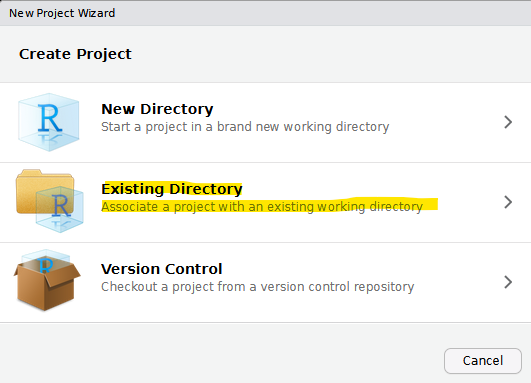 New Project Wizard
Create Project
New Directory
Start a project in a brand new working directory
Existing Directory
Associate a project with an existing working directory
Version Control
Checkout a project from a version control repository
Cancel